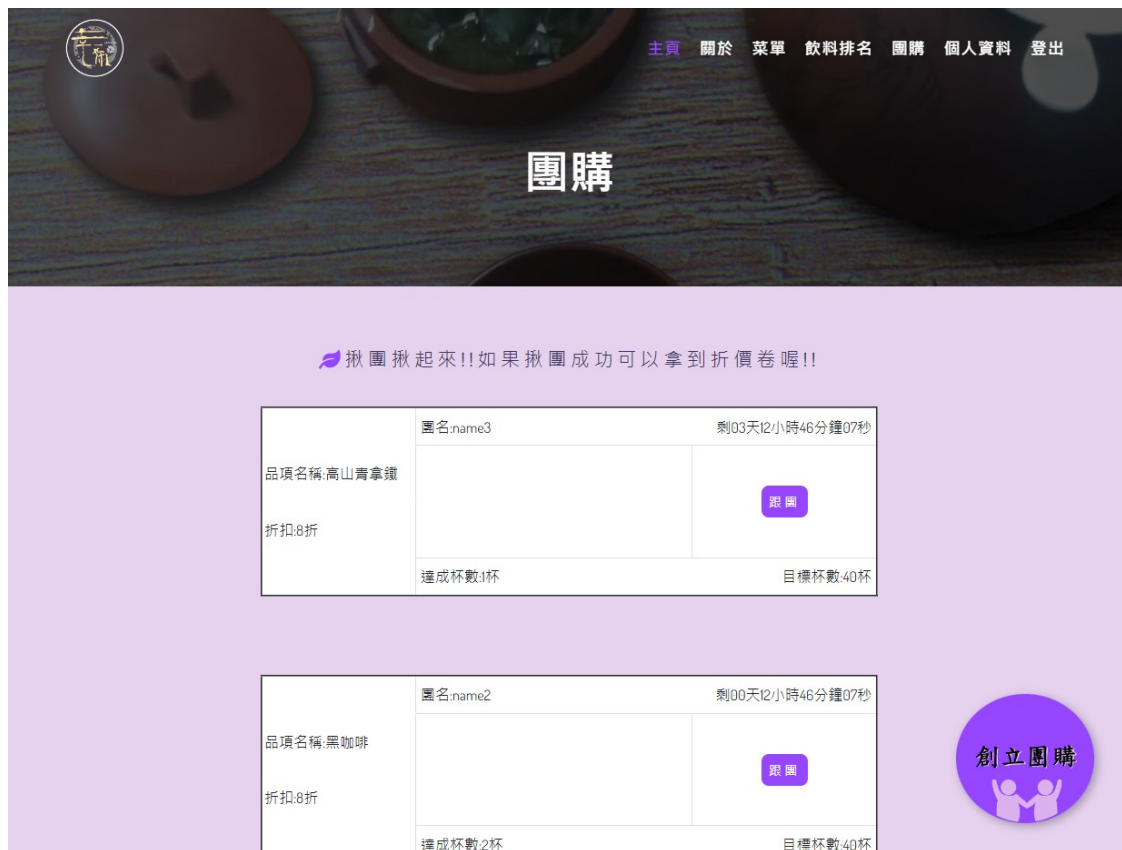 主頁 關於 菜單 飲料排名 團購 個人資料 登出
團購
揪團揪起來!!如果揪團成功可以拿到折價卷喔!!
團名:name3 剩03天12小時46分鐘07秒
品項名稱:高山青拿鐵
跟團
折扣:8折
達成杯數:1杯 目標杯數:40杯
團名:name2 剩00天12小時46分鐘07秒
品項名稱:黑咖啡
跟團
折扣:8折
創立團購
達成杯數:2杯 目標杯數:40杯